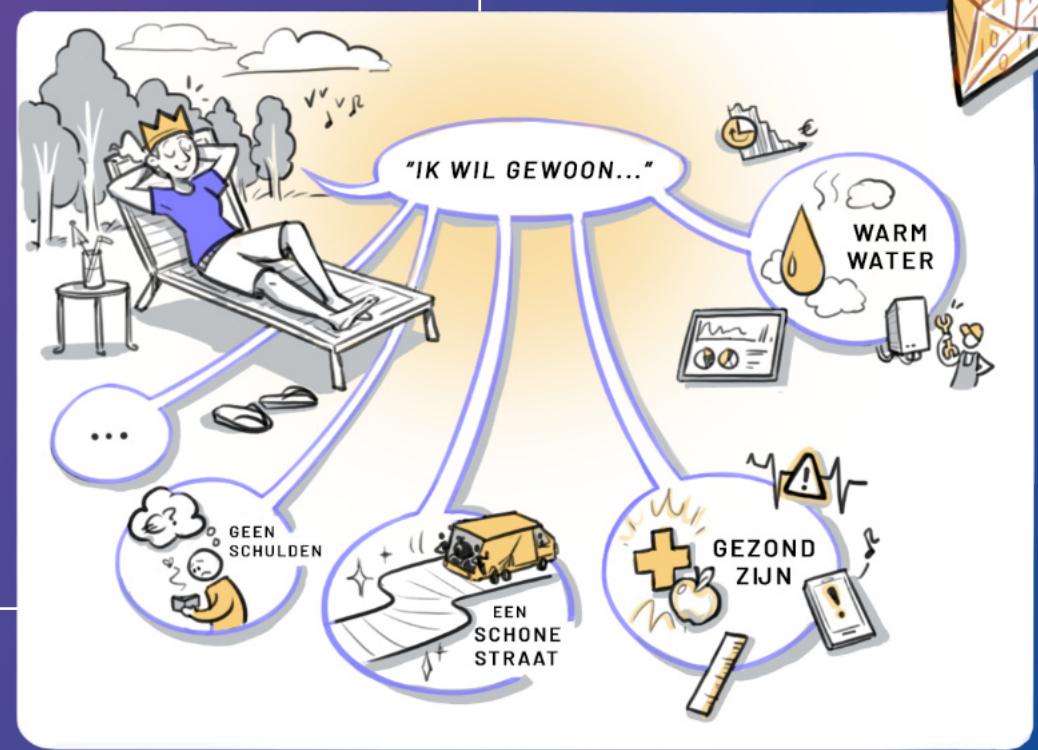 "IK WIL GEWOON..."
€
WARM
WATER
...
€?
GEEN
SCHULDEN
EEN
SCHONE
STRAAT
GEZOND
ZIJN
!
!